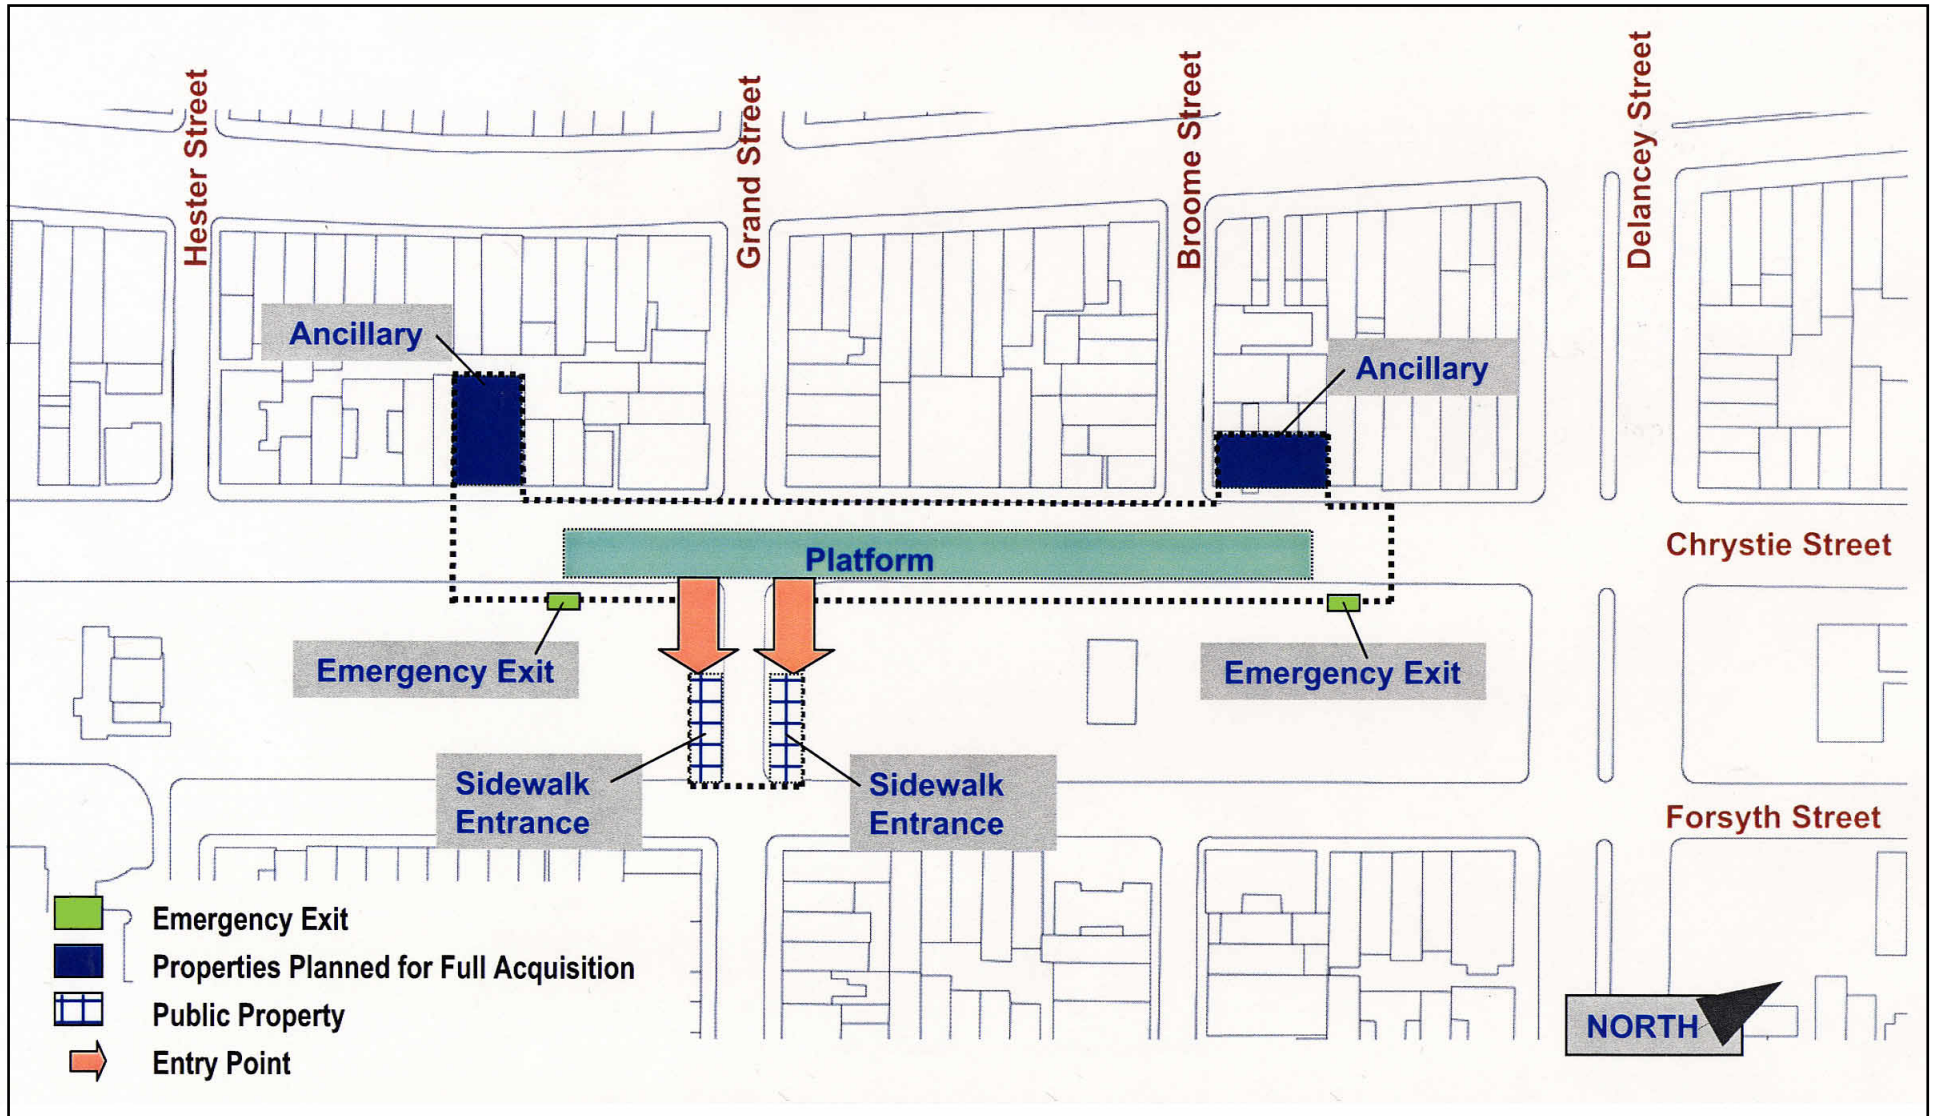 Hester Street
Grand Street
Broome Street
Delancey Street
Ancillary
Ancillary
Chrystie Street
Platform
Emergency Exit
Emergency Exit
Sidewalk
Entrance
Sidewalk
Entrance
Forsyth Street
Emergency Exit
Properties Planned for Full Acquisition
Public Property
Entry Point
NORTH